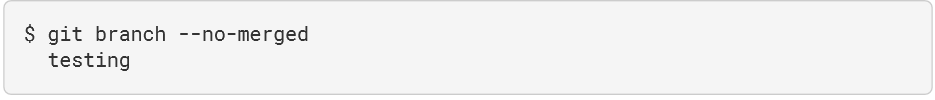 $ git branch --no-merged
  testing